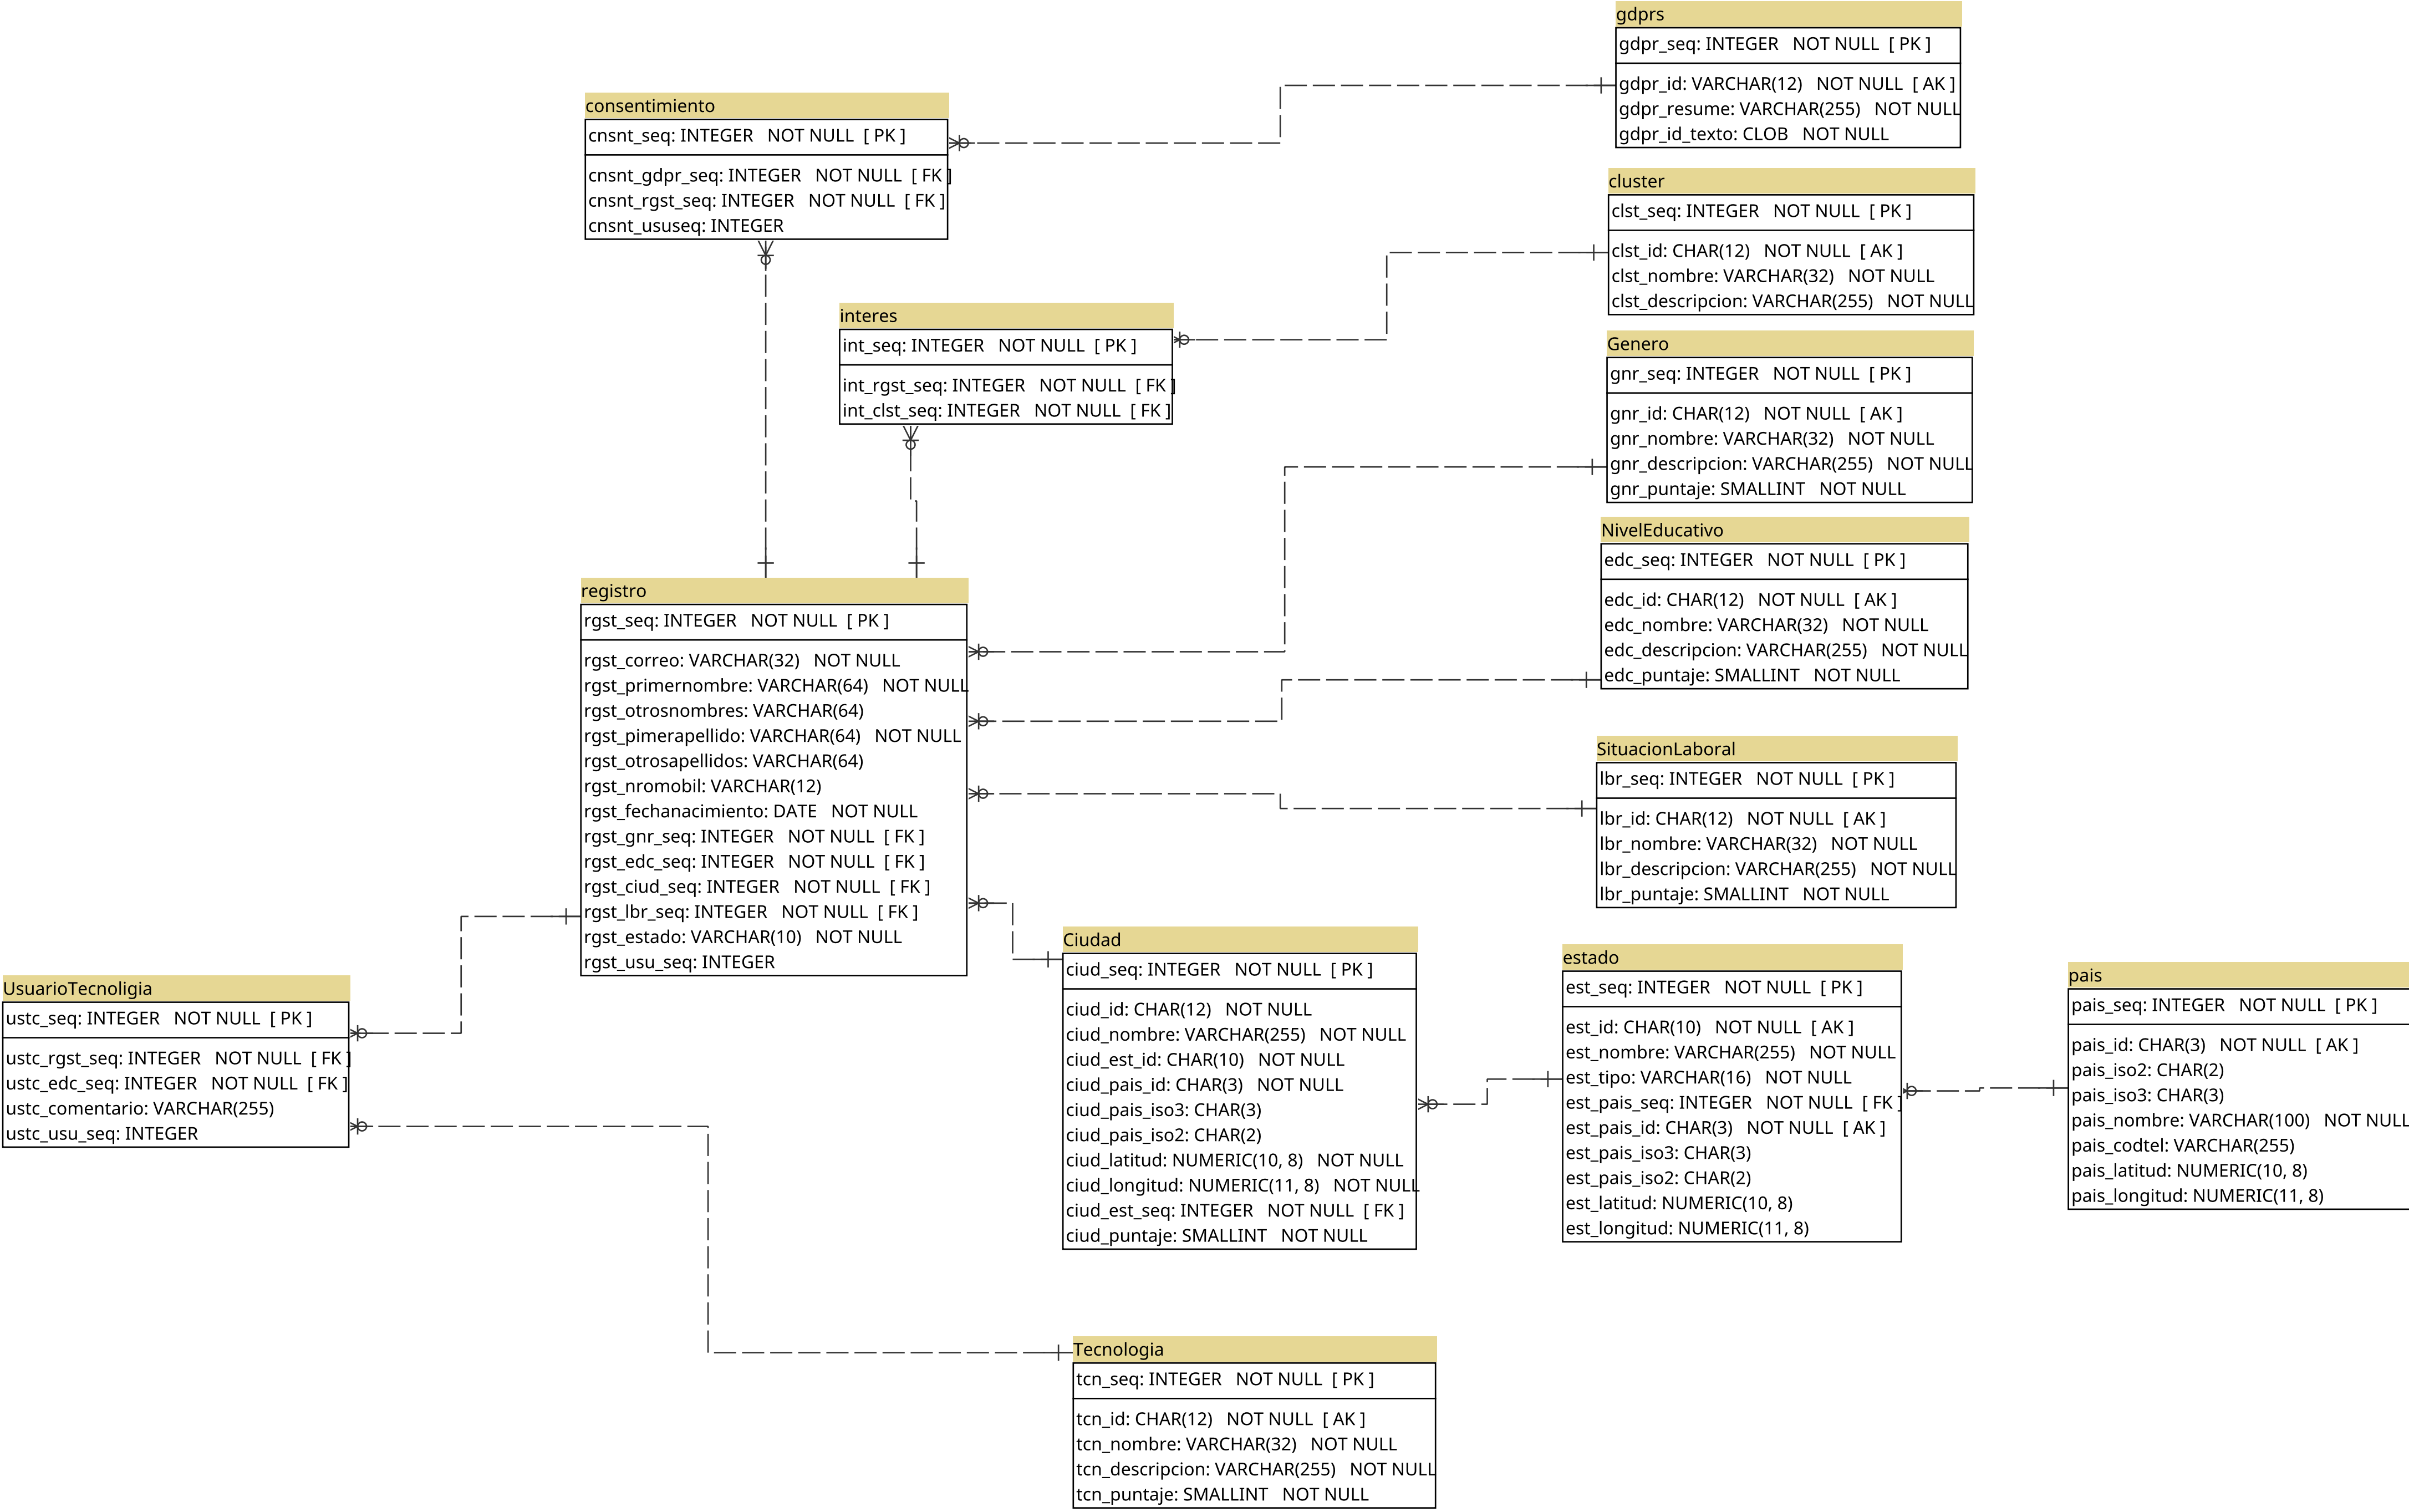 gdprs
gdpr_seq: INTEGER   NOT NULL  [ PK ]
gdpr_id: VARCHAR(12)   NOT NULL  [ AK ]
gdpr_resume: VARCHAR(255)   NOT NULL
gdpr_id_texto: CLOB   NOT NULL
consentimiento
cnsnt_seq: INTEGER   NOT NULL  [ PK ]
cnsnt_gdpr_seq: INTEGER   NOT NULL  [ FK ]
cnsnt_rgst_seq: INTEGER   NOT NULL  [ FK ]
cnsnt_ususeq: INTEGER
cluster
clst_seq: INTEGER   NOT NULL  [ PK ]
clst_id: CHAR(12)   NOT NULL  [ AK ]
clst_nombre: VARCHAR(32)   NOT NULL
clst_descripcion: VARCHAR(255)   NOT NULL
interes
int_seq: INTEGER   NOT NULL  [ PK ]
int_rgst_seq: INTEGER   NOT NULL  [ FK ]
int_clst_seq: INTEGER   NOT NULL  [ FK ]
Genero
gnr_seq: INTEGER   NOT NULL  [ PK ]
gnr_id: CHAR(12)   NOT NULL  [ AK ]
gnr_nombre: VARCHAR(32)   NOT NULL
gnr_descripcion: VARCHAR(255)   NOT NULL
gnr_puntaje: SMALLINT   NOT NULL
NivelEducativo
edc_seq: INTEGER   NOT NULL  [ PK ]
edc_id: CHAR(12)   NOT NULL  [ AK ]
edc_nombre: VARCHAR(32)   NOT NULL
edc_descripcion: VARCHAR(255)   NOT NULL
edc_puntaje: SMALLINT   NOT NULL
registro
rgst_seq: INTEGER   NOT NULL  [ PK ]
rgst_correo: VARCHAR(32)   NOT NULL
rgst_primernombre: VARCHAR(64)   NOT NULL
rgst_otrosnombres: VARCHAR(64)
rgst_pimerapellido: VARCHAR(64)   NOT NULL
rgst_otrosapellidos: VARCHAR(64)
rgst_nromobil: VARCHAR(12)
rgst_fechanacimiento: DATE   NOT NULL
rgst_gnr_seq: INTEGER   NOT NULL  [ FK ]
rgst_edc_seq: INTEGER   NOT NULL  [ FK ]
rgst_ciud_seq: INTEGER   NOT NULL  [ FK ]
rgst_lbr_seq: INTEGER   NOT NULL  [ FK ]
rgst_estado: VARCHAR(10)   NOT NULL
rgst_usu_seq: INTEGER
SituacionLaboral
lbr_seq: INTEGER   NOT NULL  [ PK ]
lbr_id: CHAR(12)   NOT NULL  [ AK ]
lbr_nombre: VARCHAR(32)   NOT NULL
lbr_descripcion: VARCHAR(255)   NOT NULL
lbr_puntaje: SMALLINT   NOT NULL
UsuarioTecnoligia
ustc_seq: INTEGER   NOT NULL  [ PK ]
ustc_rgst_seq: INTEGER   NOT NULL  [ FK ]
ustc_edc_seq: INTEGER   NOT NULL  [ FK ]
ustc_comentario: VARCHAR(255)
ustc_usu_seq: INTEGER
Ciudad
ciud_seq: INTEGER   NOT NULL  [ PK ]
ciud_id: CHAR(12)   NOT NULL
ciud_nombre: VARCHAR(255)   NOT NULL
ciud_est_id: CHAR(10)   NOT NULL
ciud_pais_id: CHAR(3)   NOT NULL
ciud_pais_iso3: CHAR(3)
ciud_pais_iso2: CHAR(2)
ciud_latitud: NUMERIC(10, 8)   NOT NULL
ciud_longitud: NUMERIC(11, 8)   NOT NULL
ciud_est_seq: INTEGER   NOT NULL  [ FK ]
ciud_puntaje: SMALLINT   NOT NULL
estado
est_seq: INTEGER   NOT NULL  [ PK ]
est_id: CHAR(10)   NOT NULL  [ AK ]
est_nombre: VARCHAR(255)   NOT NULL
est_tipo: VARCHAR(16)   NOT NULL
est_pais_seq: INTEGER   NOT NULL  [ FK ]
est_pais_id: CHAR(3)   NOT NULL  [ AK ]
est_pais_iso3: CHAR(3)
est_pais_iso2: CHAR(2)
est_latitud: NUMERIC(10, 8)
est_longitud: NUMERIC(11, 8)
pais
pais_seq: INTEGER   NOT NULL  [ PK ]
pais_id: CHAR(3)   NOT NULL  [ AK ]
pais_iso2: CHAR(2)
pais_iso3: CHAR(3)
pais_nombre: VARCHAR(100)   NOT NULL
pais_codtel: VARCHAR(255)
pais_latitud: NUMERIC(10, 8)
pais_longitud: NUMERIC(11, 8)
Tecnologia
tcn_seq: INTEGER   NOT NULL  [ PK ]
tcn_id: CHAR(12)   NOT NULL  [ AK ]
tcn_nombre: VARCHAR(32)   NOT NULL
tcn_descripcion: VARCHAR(255)   NOT NULL
tcn_puntaje: SMALLINT   NOT NULL